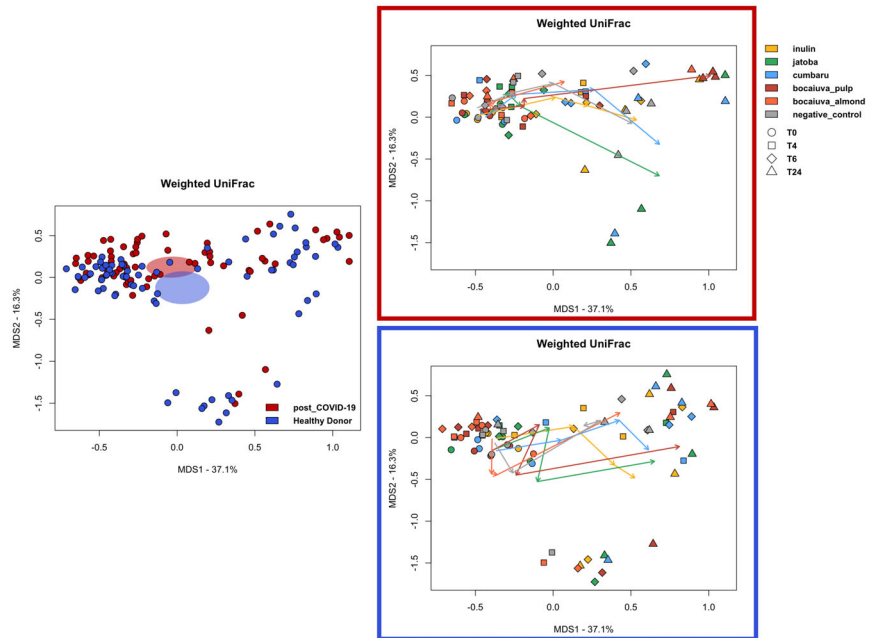 Weighted UniFrac
MDS2 - 16.3%
0.5
0.0
-0.5
-1.0
-1.5
post_COVID-19
Healthy Donor
-0.5
0.0
0.5
1.0
MDS1 - 37.1%
Weighted UniFrac
MDS2 - 16.3%
0.5
0.0
-0.5
-1.0
-1.5
-0.5
0.0
0.5
1.0
MDS1 - 37.1%
inulin
jatoba
cumbaru
bocaiuva_pulp
bocaiuva_almond
negative_control
T0
T4
T6
T24
Weighted UniFrac
MDS2 - 16.3%
0.5
0.0
-0.5
-1.0
-1.5
-0.5
0.0
0.5
1.0
MDS1 - 37.1%